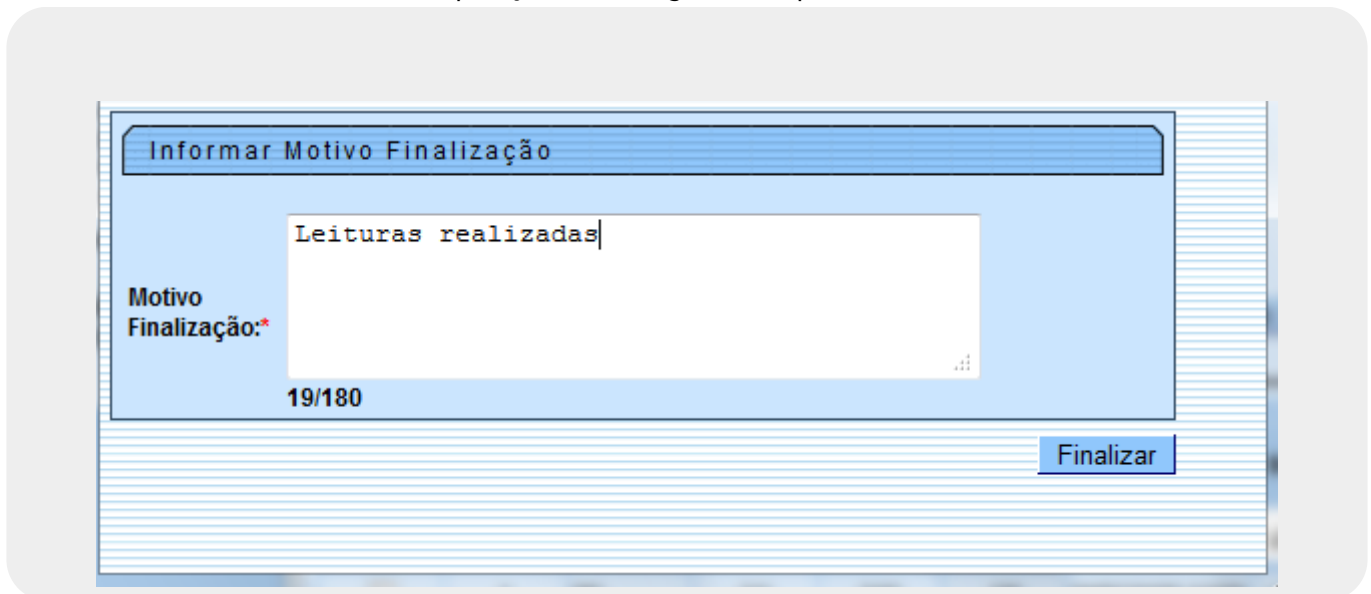 Informar Motivo Finalização
Leituras realizadas
Motivo
Finalização:*
19/180
Finalizar